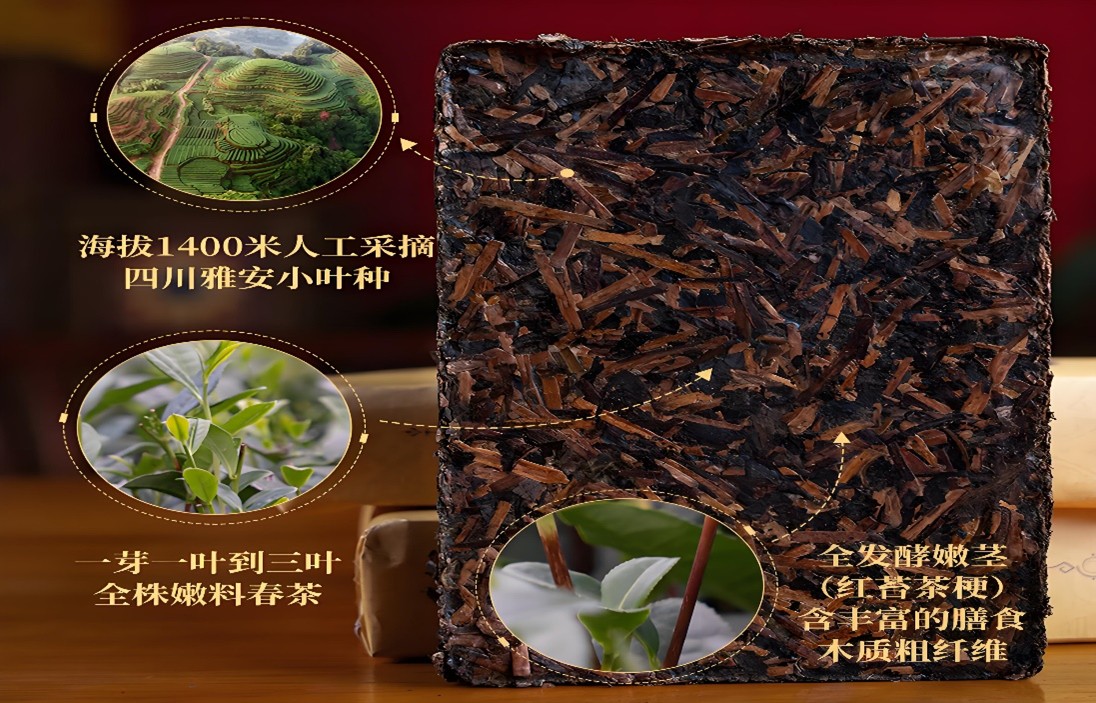 海拔1400米人工采摘
四川雅安小叶种
一芽一叶到三叶
全株嫩料春茶
全发酵嫩茎
（红苔茶梗）
含丰富的膳食
木质粗纤维